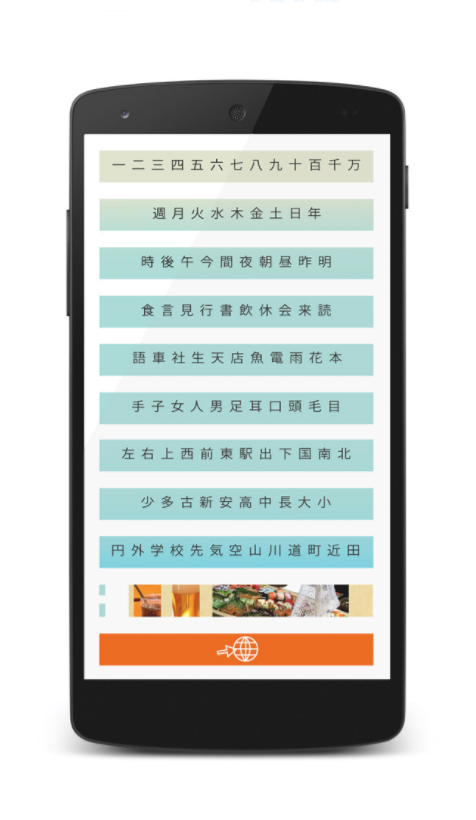 一二三四五六七八九十百千万
週月火水木金土日年
時後午今間夜朝昼昨明
食言見行書飲休会来読
語車社生天店魚電雨花本
手子女人男足耳口頭毛目
左右上西前東駅出下国南北
少多古新安高中長大小
円外学校先気空山川道町近田